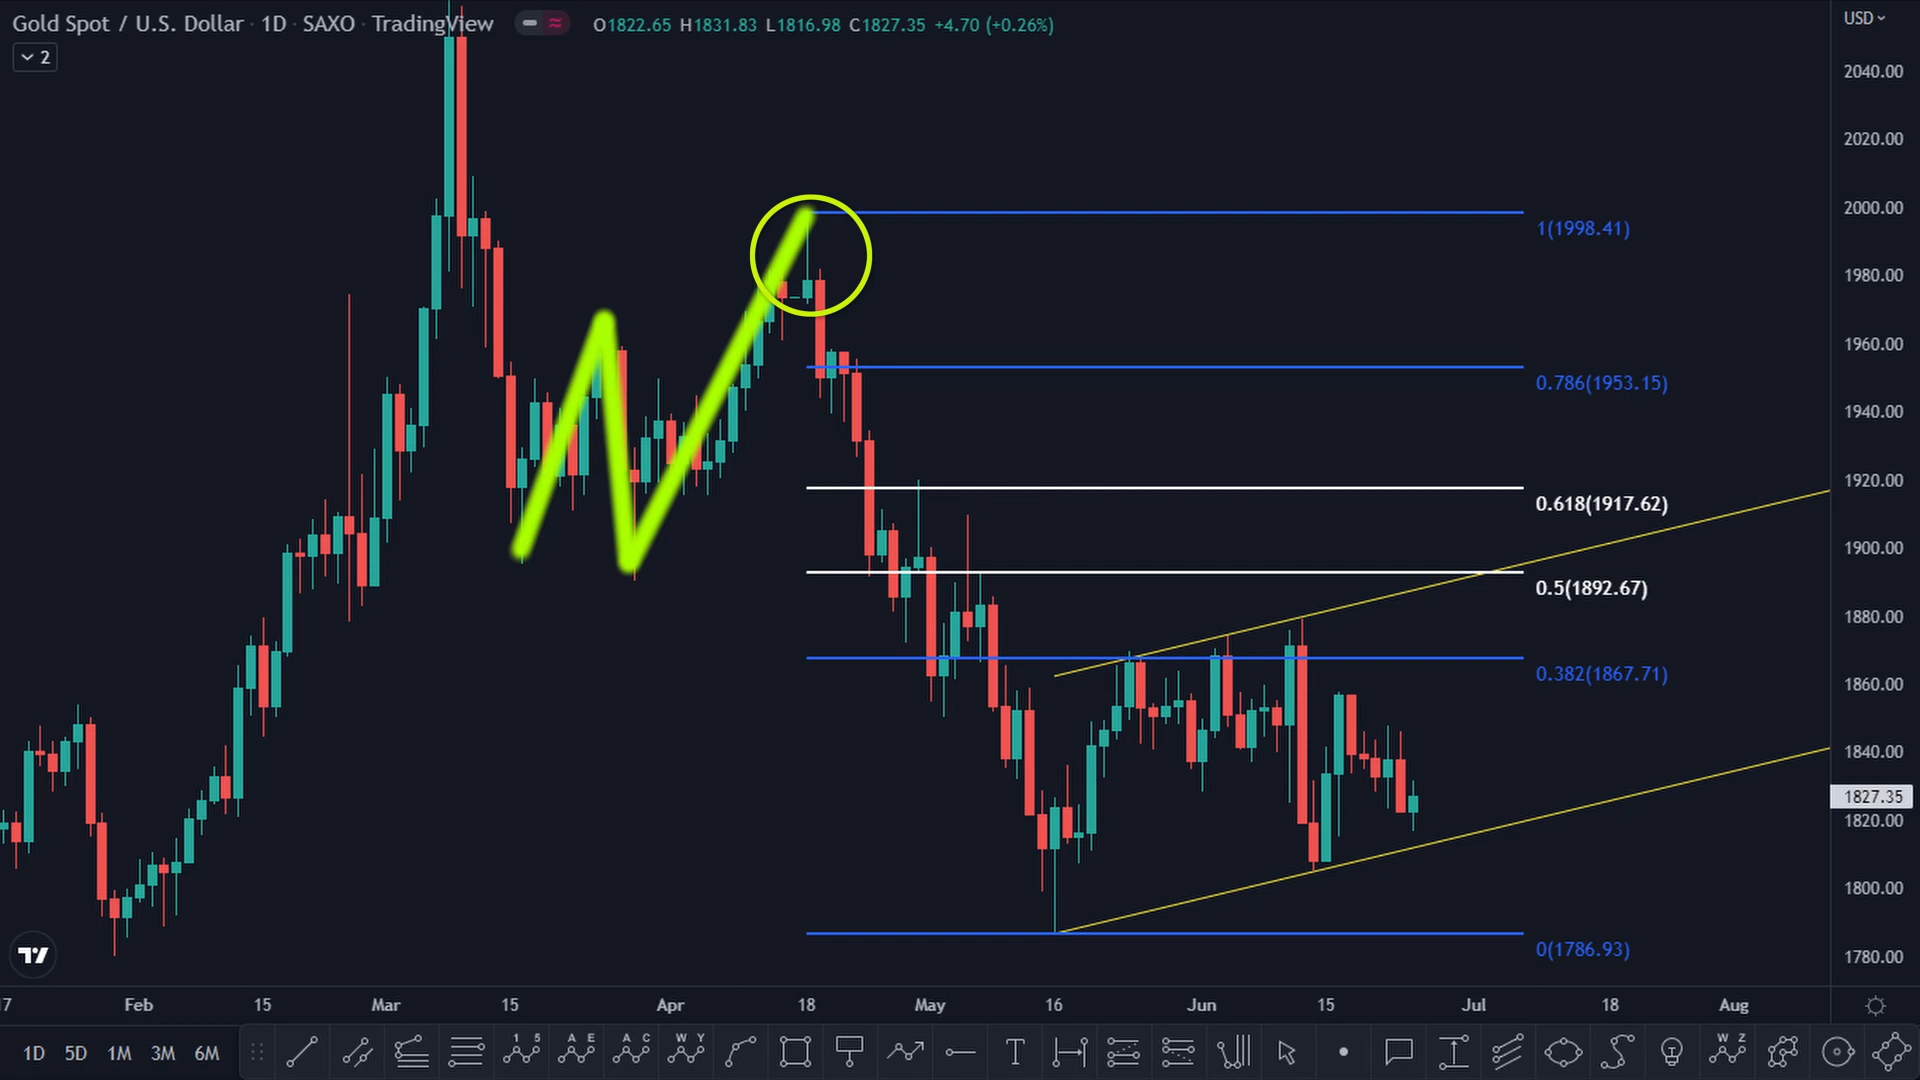 Gold Spot / U.S. Dollar · 1D · SAXO · TradingView
O1822.65 H1831.83 L1816.98 C1827.35 +4.70 (+0.26%)
USD
2
2040.00
2020.00
2000.00
1(1998.41)
1980.00
1960.00
0.786(1953.15)
1940.00
1920.00
0.618(1917.62)
1900.00
0.5(1892.67)
1880.00
0.382(1867.71)
1860.00
1840.00
1827.35
1820.00
1800.00
0(1786.93)
1780.00
17 Feb 15 Mar 15 Apr 18 May 16 Jun 15 Jul 18 Aug
1D 5D 1M 3M 6M
1 5
A E
A C
W Y
T
W Z